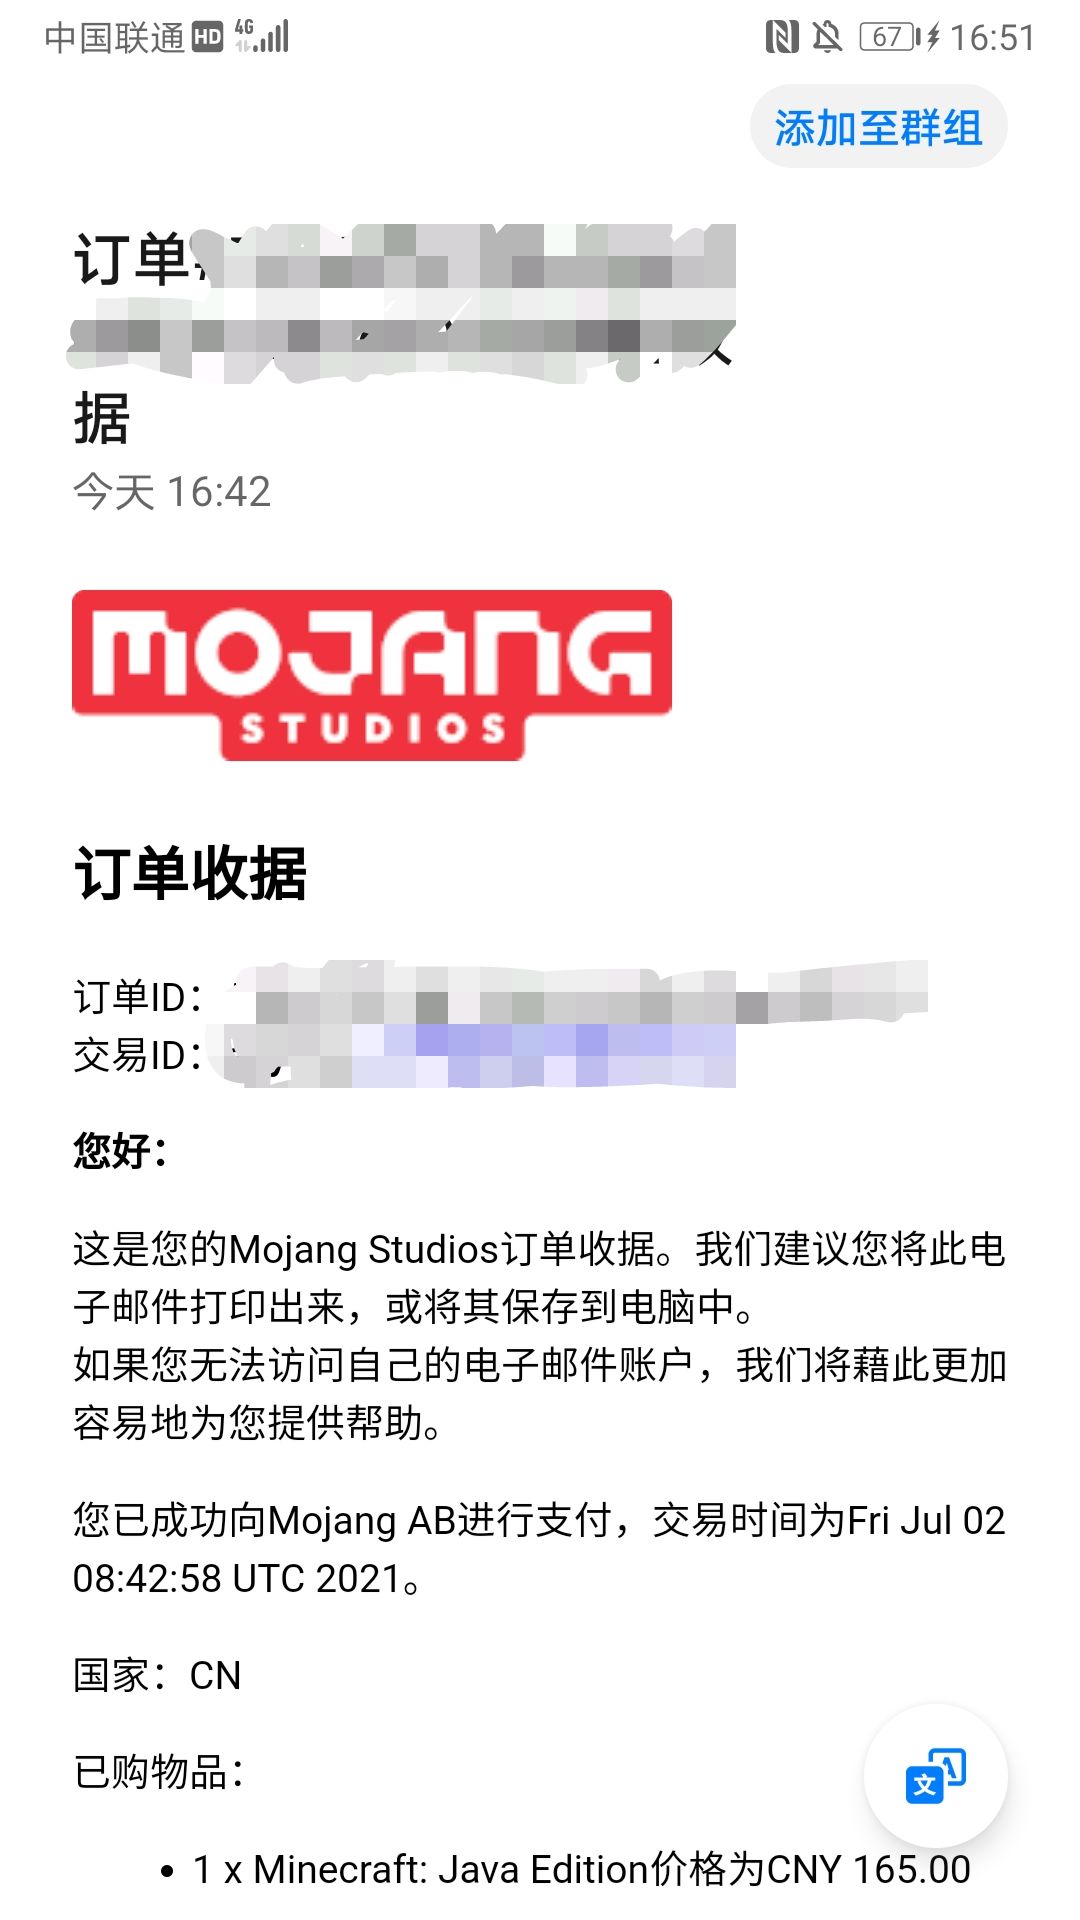 中国联通 HD 4G 67 16:51
添加至群组
订单
据
今天 16:42
MOJANG
STUDIOS
订单收据
订单ID：
交易ID：
您好：
这是您的Mojang Studios订单收据。我们建议您将此电
子邮件打印出来，或将其保存到电脑中。
如果您无法访问自己的电子邮件账户，我们将藉此更加
容易地为您提供帮助。
您已成功向Mojang AB进行支付，交易时间为Fri Jul 02
08:42:58 UTC 2021。
国家：CN
已购物品：
文 A
• 1 x Minecraft: Java Edition价格为CNY 165.00